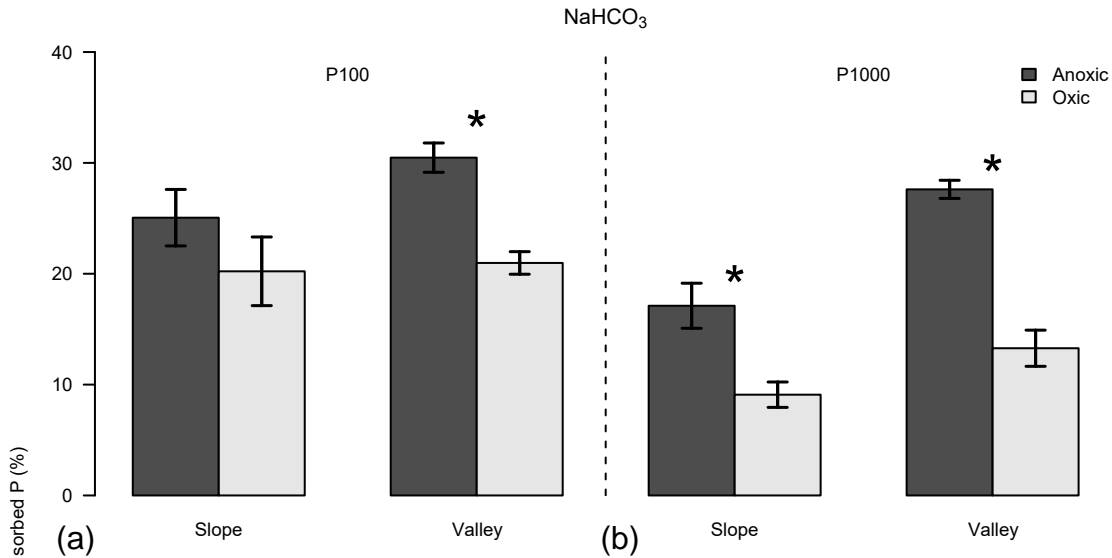 NaHCO₃
40
30
20
10
0
sorbed P (%)
P100
P1000
Anoxic
Oxic
*
*
*
*
(a)
Slope
Valley
(b)
Slope
Valley